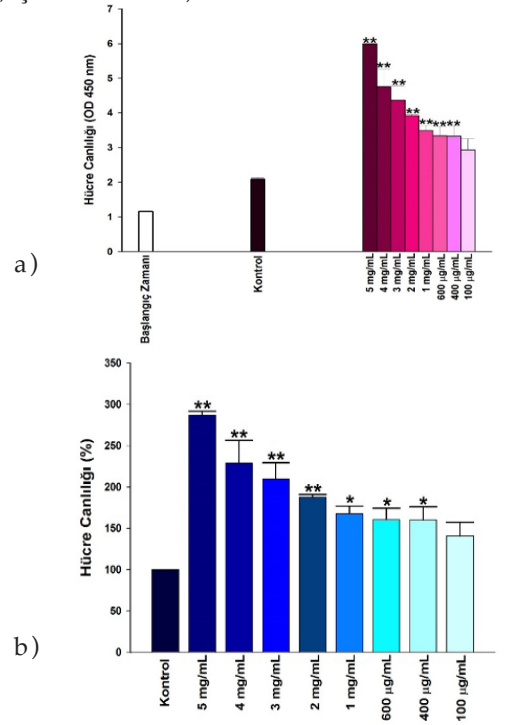 a)
Hücre Canlılığı (OD 450 nm)
7
6
5
4
3
2
1
0
**
**
**
**
**
**
**
Başlangıç Zamanı
Kontrol
5 mg/mL
4 mg/mL
3 mg/mL
2 mg/mL
1 mg/mL
600 µg/mL
400 µg/mL
100 µg/mL
b)
Hücre Canlılığı (%)
350
300
250
200
150
100
50
0
**
**
**
**
*
*
*
Kontrol
5 mg/mL
4 mg/mL
3 mg/mL
2 mg/mL
1 mg/mL
600 µg/mL
400 µg/mL
100 µg/mL